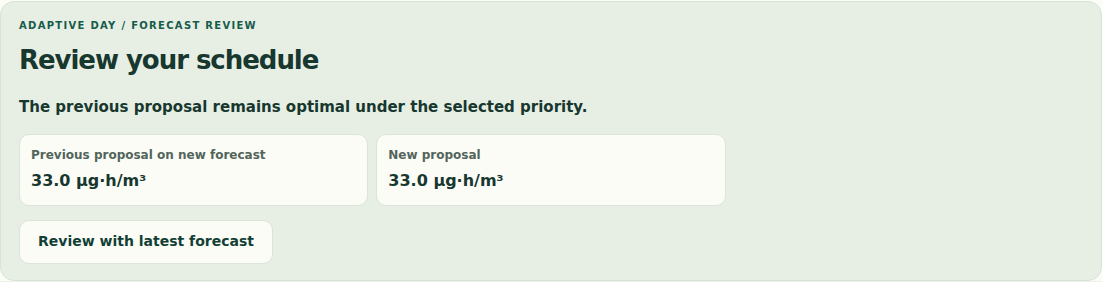 ADAPTIVE DAY / FORECAST REVIEW
Review your schedule
The previous proposal remains optimal under the selected priority.
Previous proposal on new forecast
33.0 µg·h/m³
New proposal
33.0 µg·h/m³
Review with latest forecast